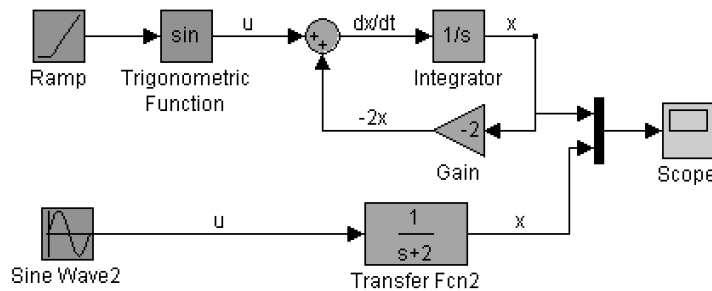 u
dx/dt
x
sin
+
+
1/s
Ramp
Trigonometric
Function
Integrator
-2x
-2
Gain
Scope
u
1
s+2
x
Sine Wave2
Transfer Fcn2